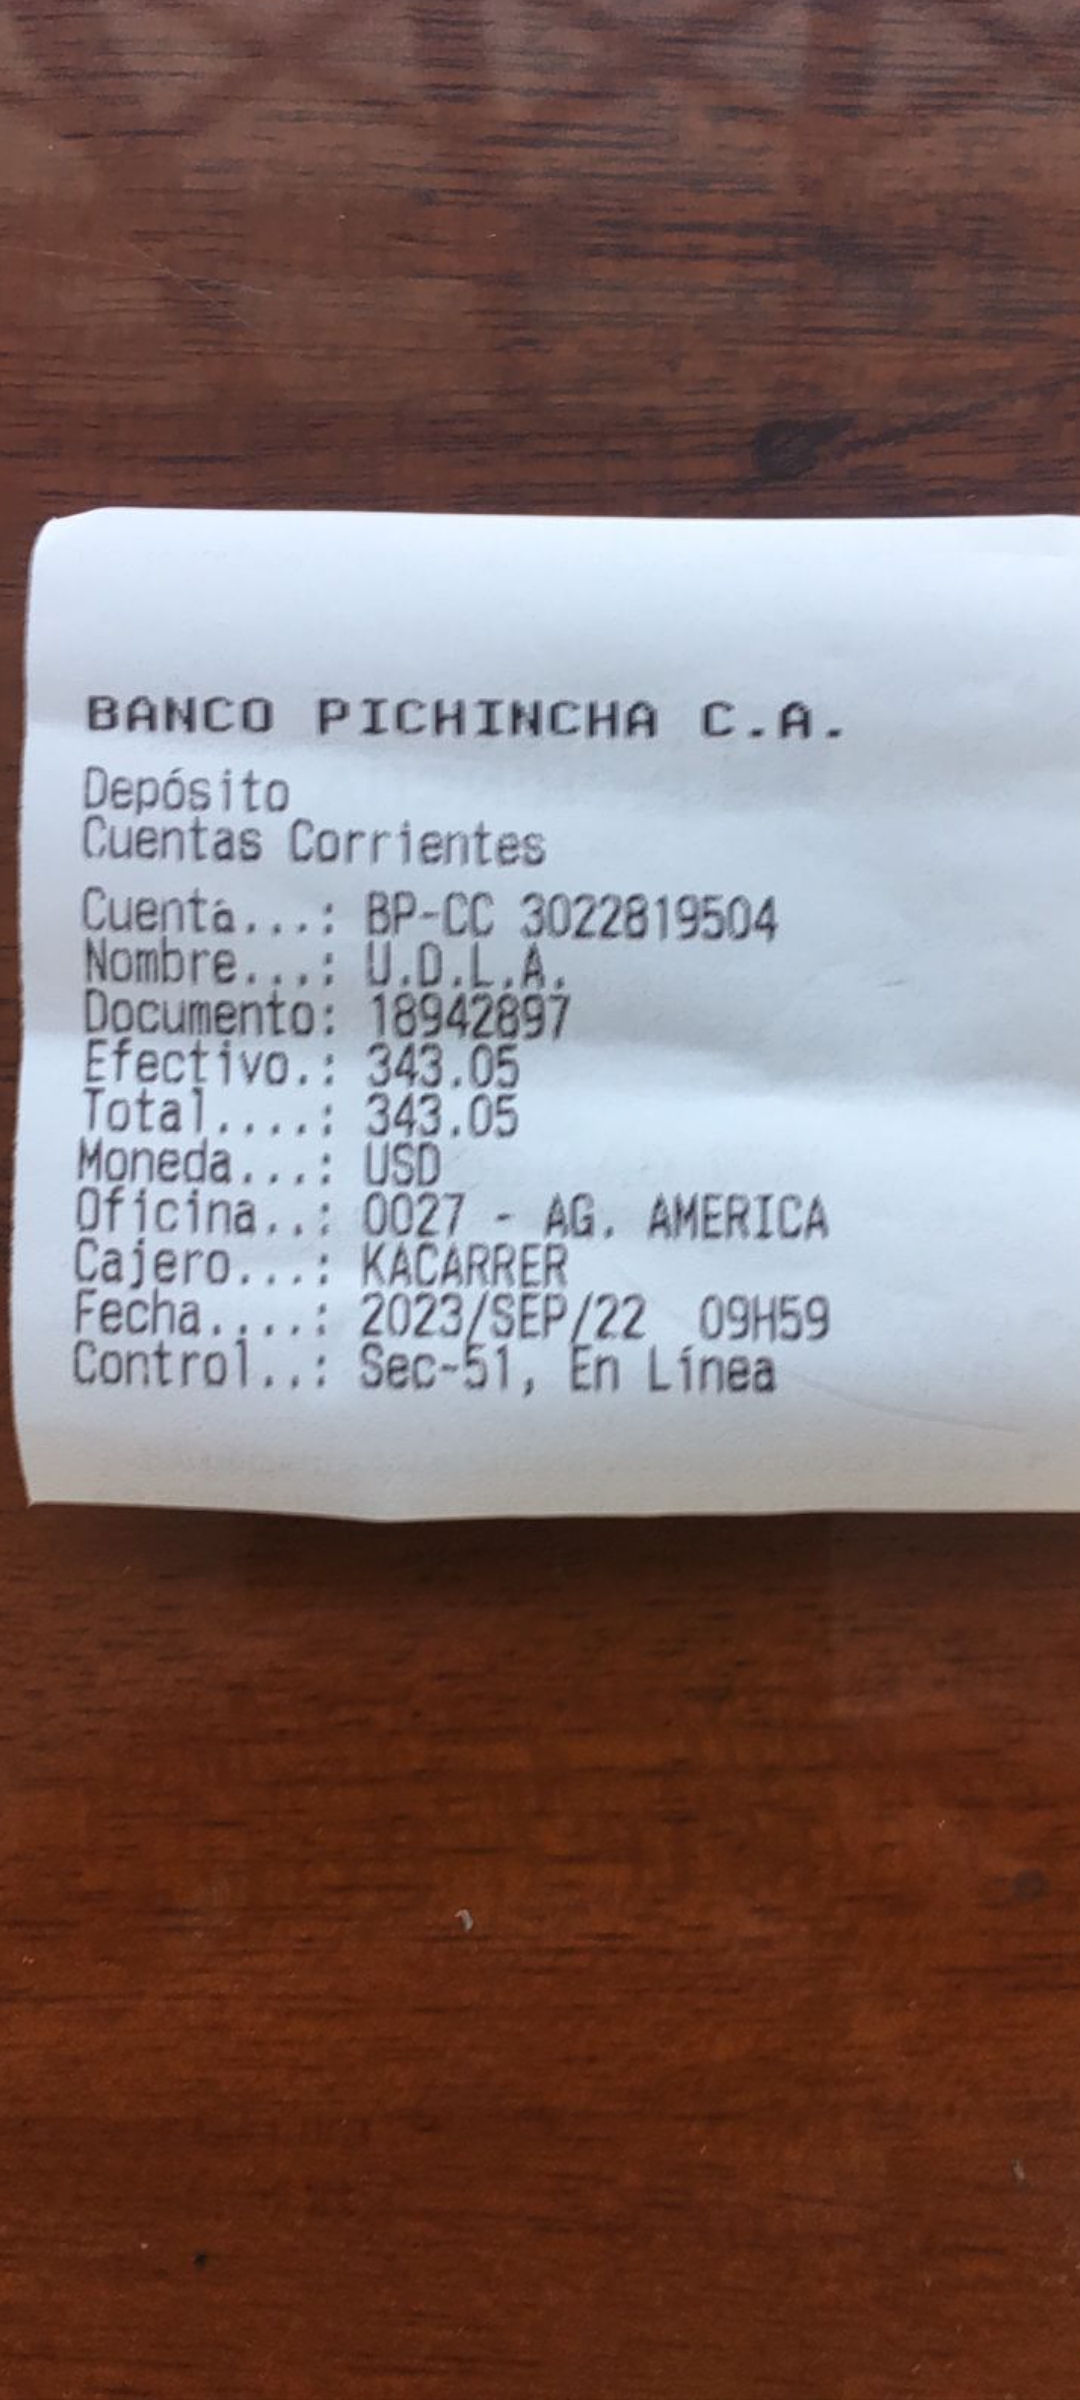 BANCO PICHINCHA C.A.
Depósito
Cuentas Corrientes
Cuenta...: BP-CC 3022819504
Nombre...: U.D.L.A.
Documento: 18942897
Efectivo.: 343.05
Total....: 343.05
Moneda...: USD
Oficina..: 0027 - AG. AMERICA
Cajero...: KACARRER
Fecha....: 2023/SEP/22 09H59
Control..: Sec-51, En Línea